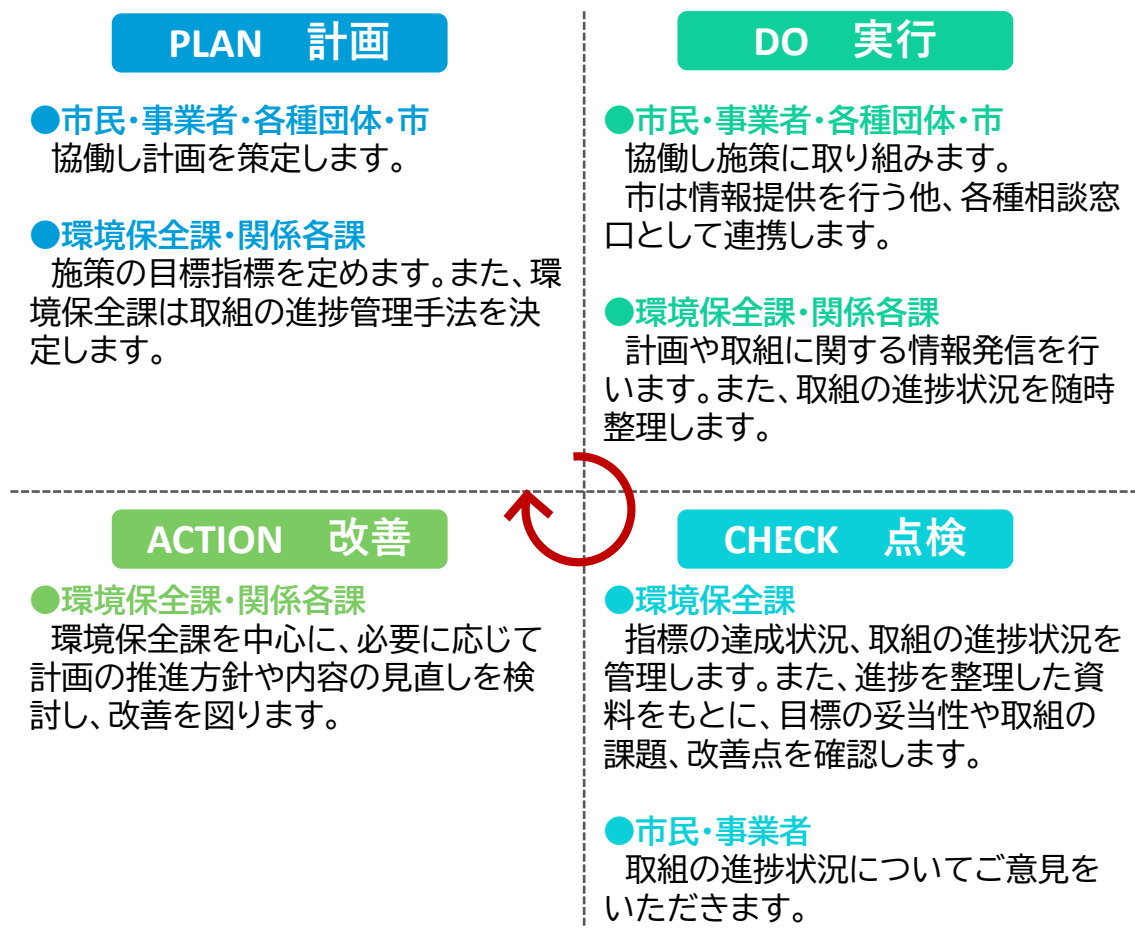 PLAN 計画
●市民・事業者・各種団体・市
協働し計画を策定します。
●環境保全課・関係各課
施策の目標指標を定めます。また、環
境保全課は取組の進捗管理手法を決
定します。
DO 実行
●市民・事業者・各種団体・市
協働し施策に取り組みます。
市は情報提供を行う他、各種相談窓
口として連携します。
●環境保全課・関係各課
計画や取組に関する情報発信を行
います。また、取組の進捗状況を随時
整理します。
ACTION 改善
●環境保全課・関係各課
環境保全課を中心に、必要に応じて
計画の推進方針や内容の見直しを検
討し、改善を図ります。
CHECK 点検
●環境保全課
指標の達成状況、取組の進捗状況を
管理します。また、進捗を整理した資
料をもとに、目標の妥当性や取組の
課題、改善点を確認します。
●市民・事業者
取組の進捗状況についてご意見を
いただきます。